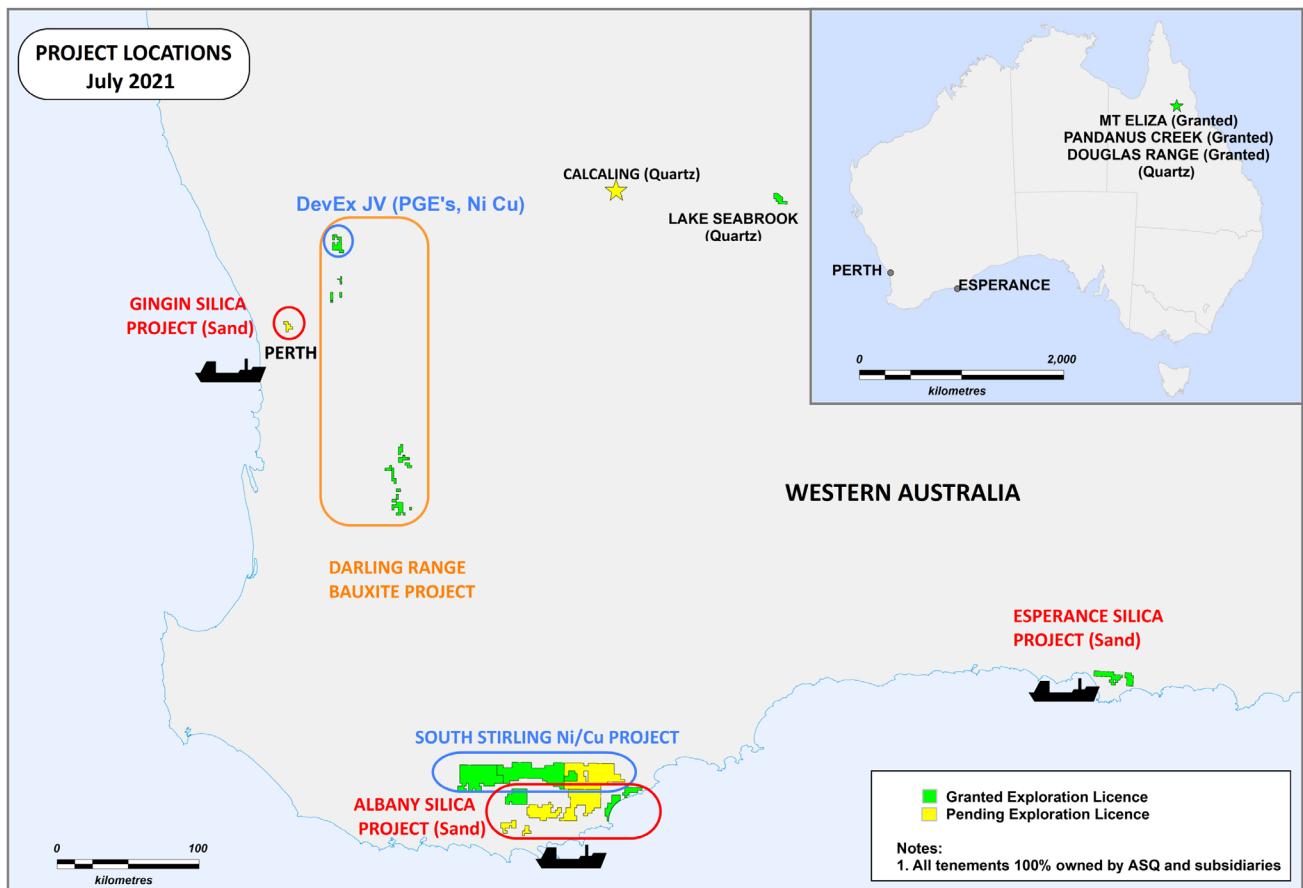 PROJECT LOCATIONS
July 2021
CALCALING (Quartz)
LAKE SEABROOK
(Quartz)
DevEx JV (PGE's, Ni Cu)
GINGIN SILICA
PROJECT (Sand)
PERTH
DARLING RANGE
BAUXITE PROJECT
WESTERN AUSTRALIA
ESPERANCE SILICA
PROJECT (Sand)
SOUTH STIRLING Ni/Cu PROJECT
ALBANY SILICA
PROJECT (Sand)
0 100
kilometres
MT ELIZA (Granted)
PANDANUS CREEK (Granted)
DOUGLAS RANGE (Granted)
(Quartz)
PERTH
ESPERANCE
0 2,000
kilometres
Granted Exploration Licence
Pending Exploration Licence
Notes:
1. All tenements 100% owned by ASQ and subsidiaries